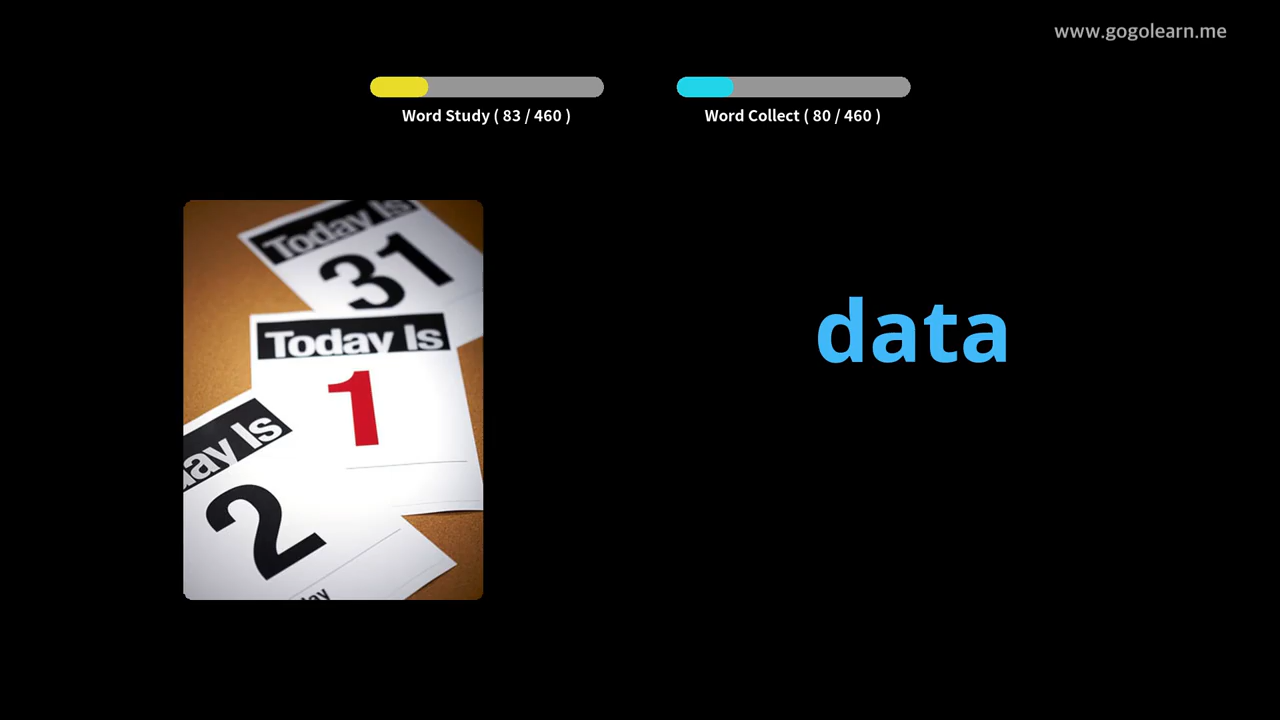 www.gogolearn.me
Word Study ( 83 / 460 )
Word Collect ( 80 / 460 )
Today Is
31
Today Is
1
data
ay Is
2